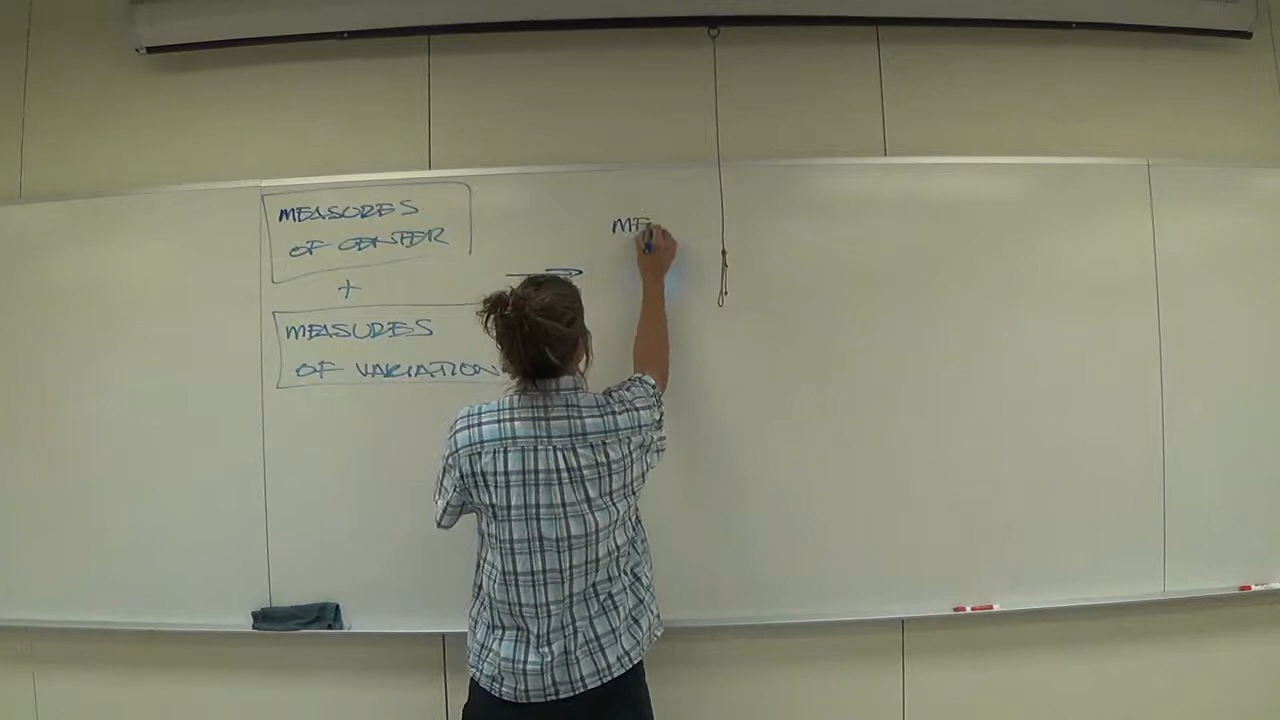 MEASURES
OF CENTER
+
MEASURES
OF VARIATION
ME